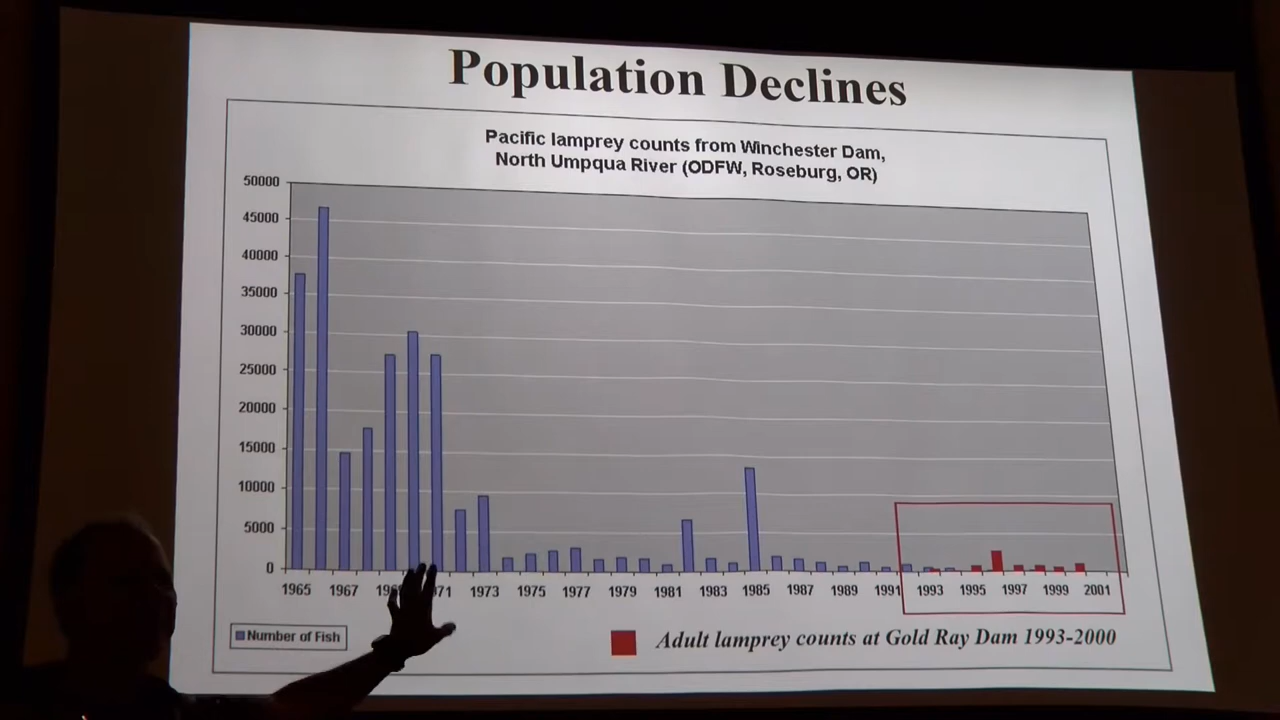 Population Declines
Pacific lamprey counts from Winchester Dam,
North Umpqua River (ODFW, Roseburg, OR)
50000
45000
40000
35000
30000
25000
20000
15000
10000
5000
0
1965 1967 1973 1975 1977 1979 1981 1983 1985 1987 1989 1991 1993 1995 1997 1999 2001
Number of Fish
Adult lamprey counts at Gold Ray Dam 1993-2000